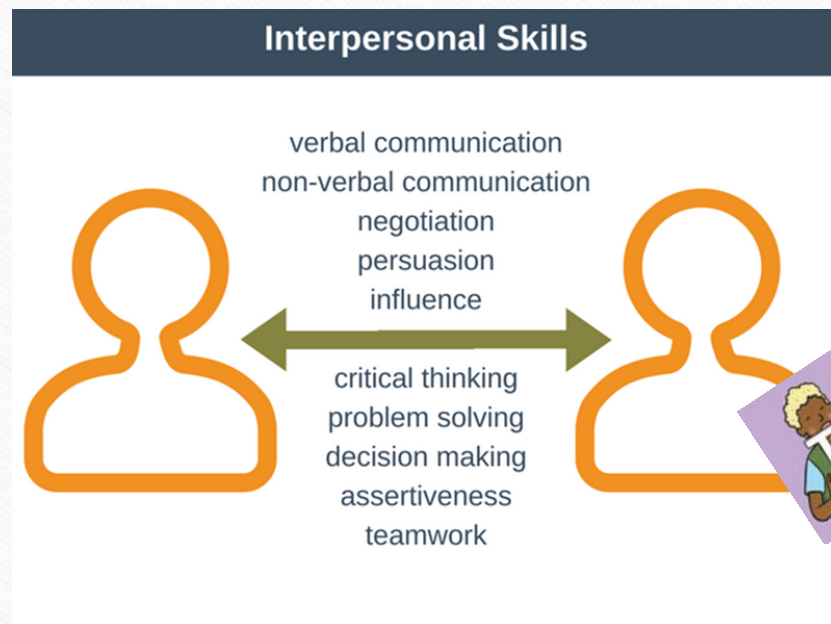 Interpersonal Skills
verbal communication
non-verbal communication
negotiation
persuasion
influence
critical thinking
problem solving
decision making
assertiveness
teamwork